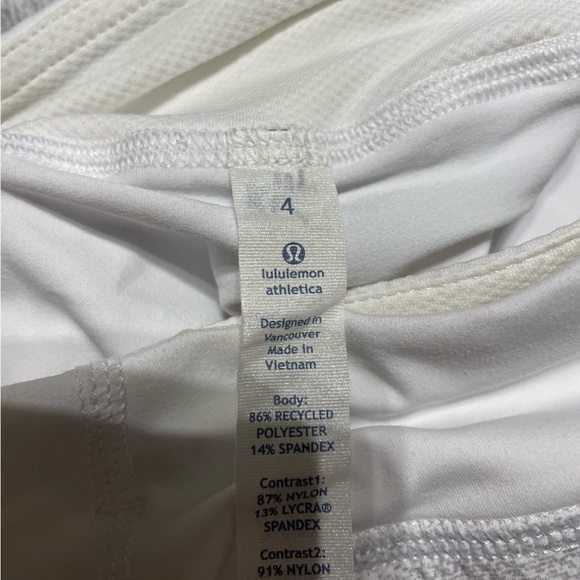 4
lululemon
athletica
Designed in
Vancouver
Made in
Vietnam
Body:
86% RECYCLED
POLYESTER
14% SPANDEX
Contrast1:
87% NYLON
13% LYCRA®
SPANDEX
Contrast2:
91% NYLON